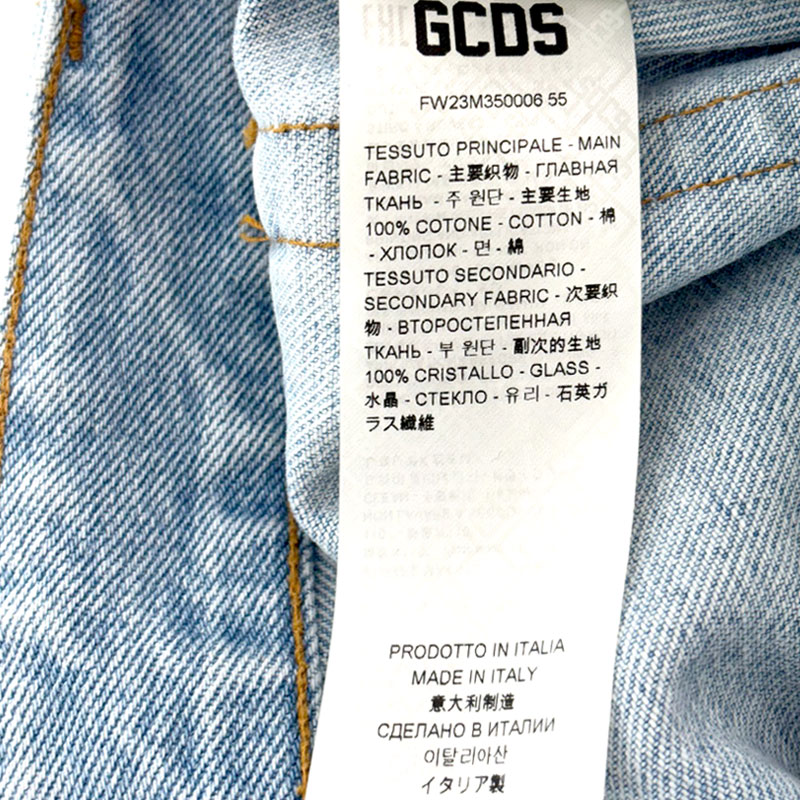 GCDS
FW23M350006 55
TESSUTO PRINCIPALE - MAIN
FABRIC - 主要织物 - ГЛАВНАЯ
ТКАНЬ - 주 원단 - 主要生地
100% COTONE - COTTON - 棉
- ХЛОПОК - 면 - 綿
TESSUTO SECONDARIO -
SECONDARY FABRIC - 次要织
物 - ВТОРОСТЕПЕННАЯ
ТКАНЬ - 부 원단 - 副次的生地
100% CRISTALLO - GLASS -
水晶 - СТЕКЛО - 유리 - 石英ガ
ラス繊維
PRODOTTO IN ITALIA
MADE IN ITALY
意大利制造
СДЕЛАНО В ИТАЛИИ
이탈리아산
イタリア製